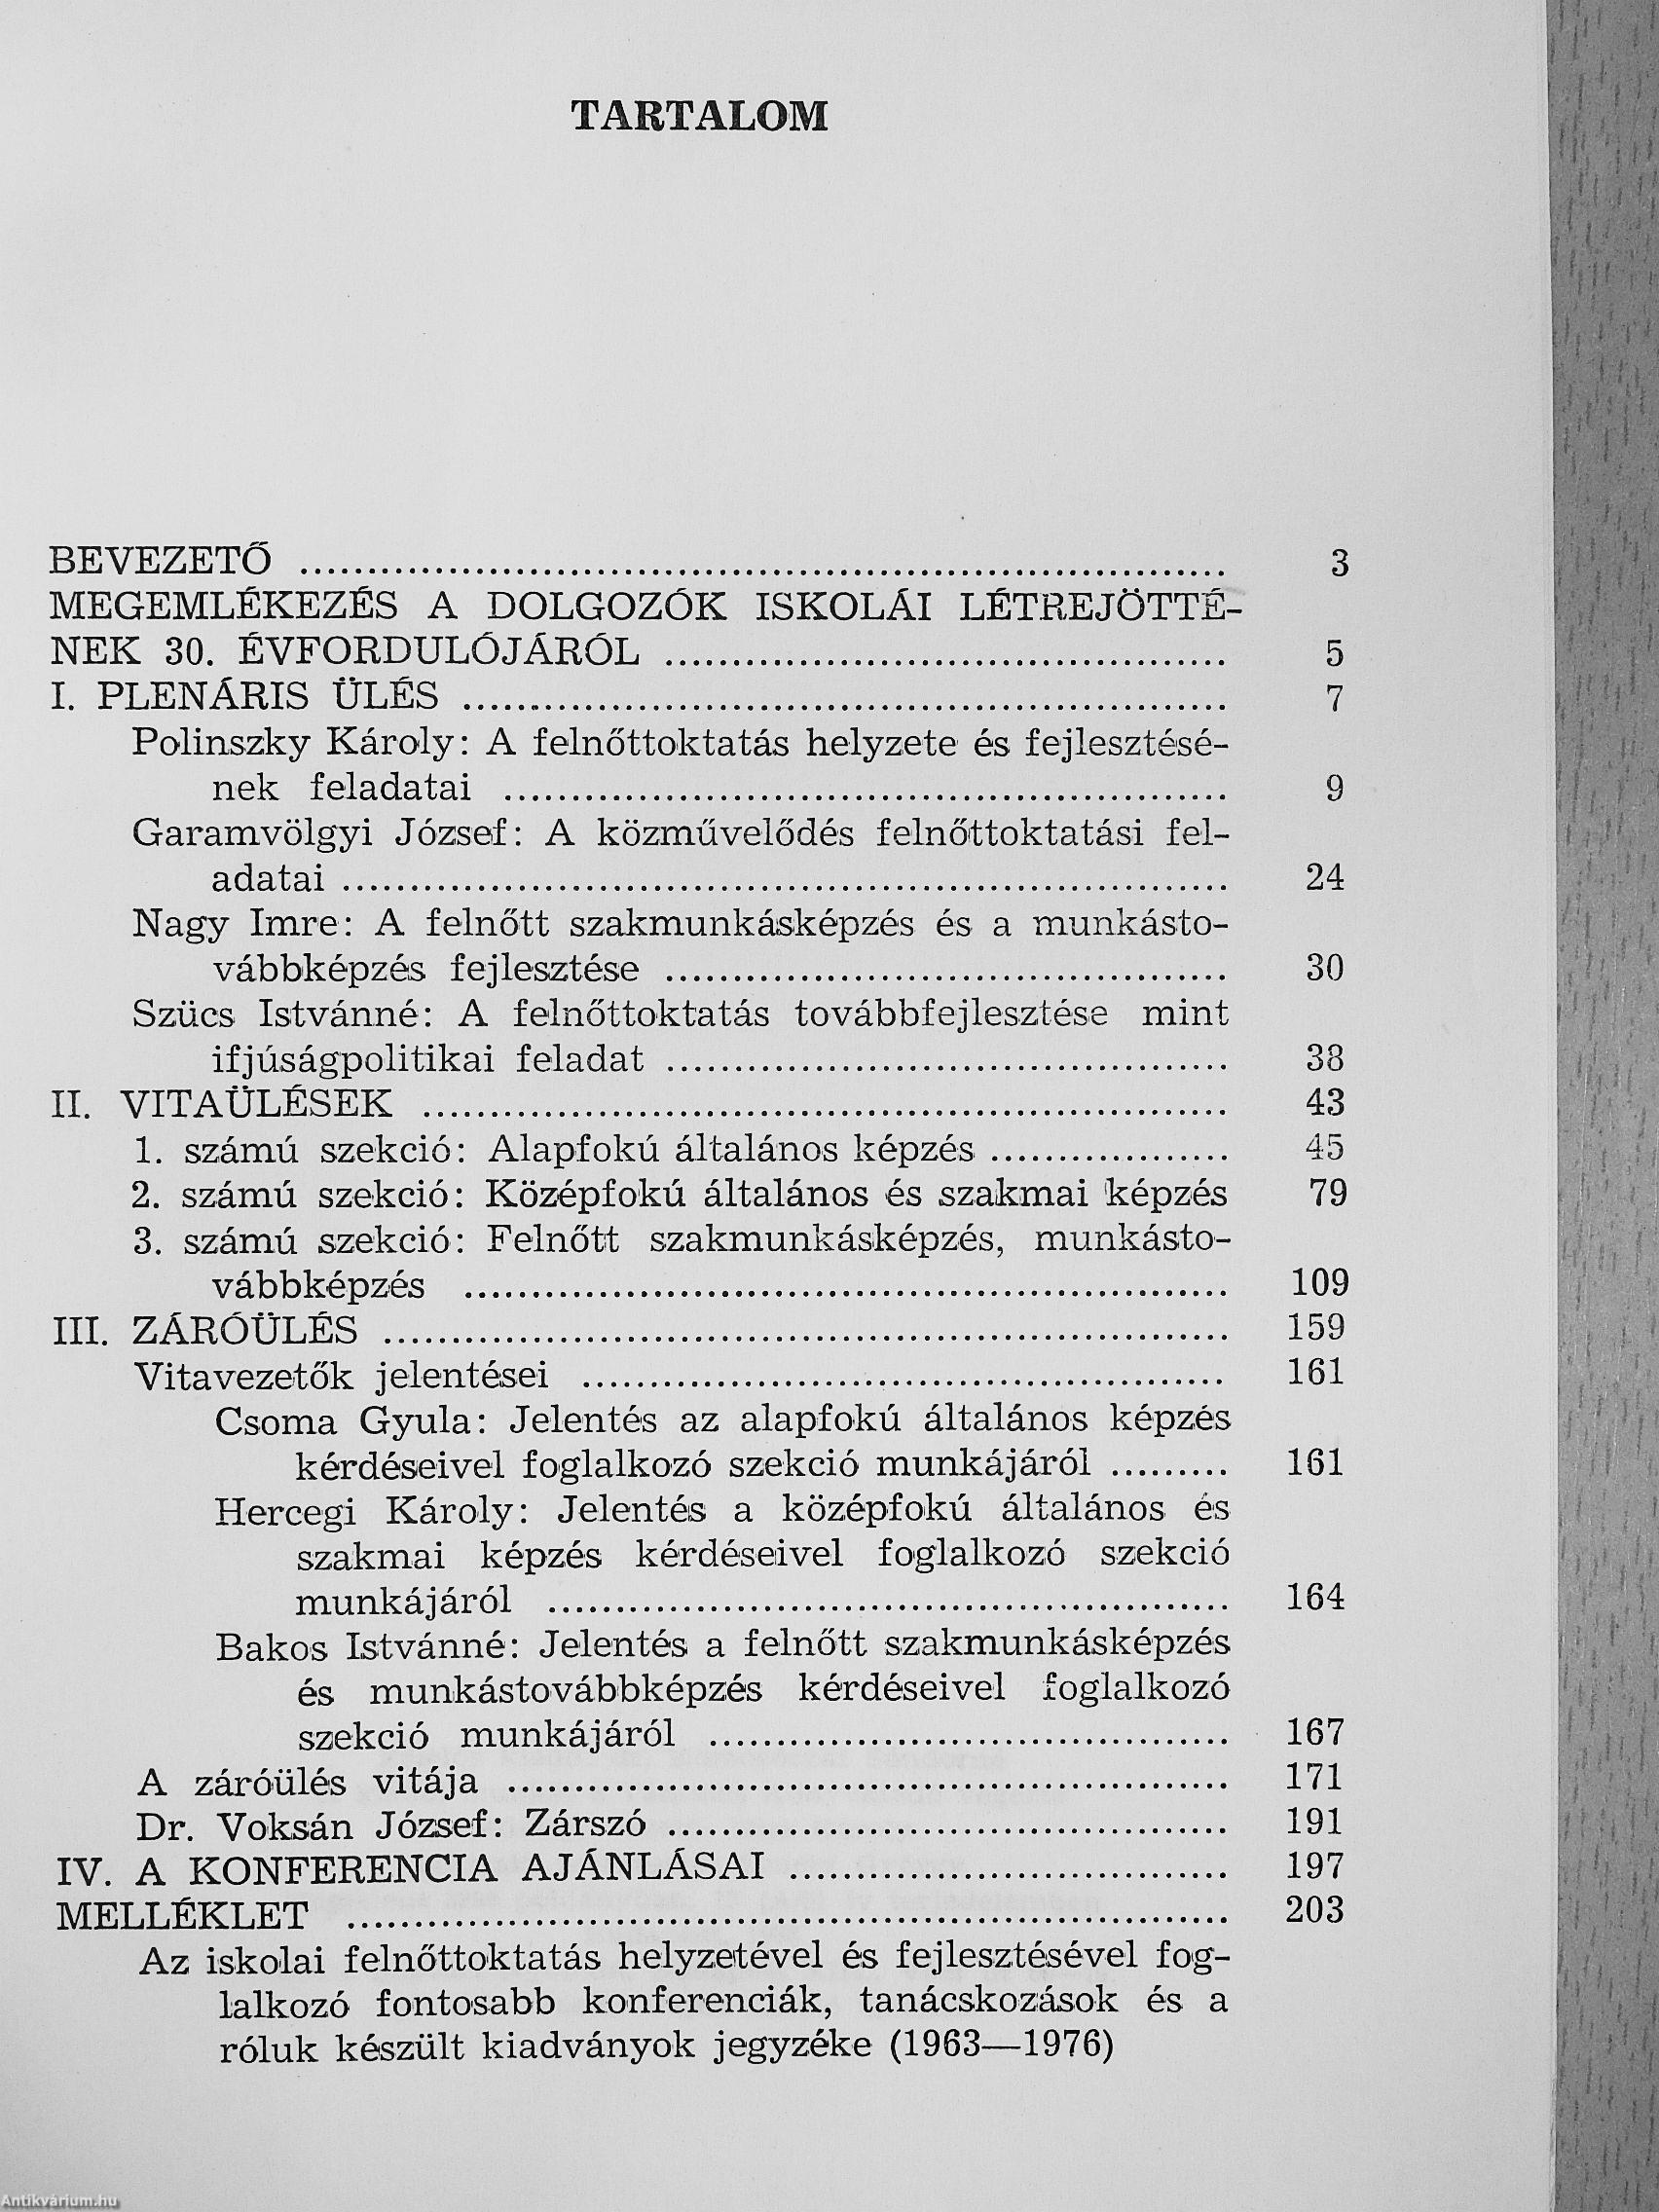 TARTALOM
BEVEZETŐ ........ 3
MEGEMLÉKEZÉS A DOLGOZÓK ISKOLÁI LÉTREJÖTTÉ-
NEK 30. ÉVFORDULÓJÁRÓL ........ 5
I. PLENÁRIS ÜLÉS ........ 7
Polinszky Károly: A felnőttoktatás helyzete és fejlesztésé-
nek feladatai ........ 9
Garamvölgyi József: A közművelődés felnőttoktatási fel-
adatai ........ 24
Nagy Imre: A felnőtt szakmunkásképzés és a munkásto-
vábbképzés fejlesztése ........ 30
Szücs Istvánné: A felnőttoktatás továbbfejlesztése mint
ifjúságpolitikai feladat ........ 38
II. VITAÜLÉSEK ........ 43
1. számú szekció: Alapfokú általános képzés ........ 45
2. számú szekció: Középfokú általános és szakmai képzés 79
3. számú szekció: Felnőtt szakmunkásképzés, munkásto-
vábbképzés ........ 109
III. ZÁRÓÜLÉS ........ 159
Vitavezetők jelentései ........ 161
Csoma Gyula: Jelentés az alapfokú általános képzés
kérdéseivel foglalkozó szekció munkájáról ........ 161
Hercegi Károly: Jelentés a középfokú általános és
szakmai képzés kérdéseivel foglalkozó szekció
munkájáról ........ 164
Bakos Istvánné: Jelentés a felnőtt szakmunkásképzés
és munkástovábbképzés kérdéseivel foglalkozó
szekció munkájáról ........ 167
A záróülés vitája ........ 171
Dr. Voksán József: Zárszó ........ 191
IV. A KONFERENCIA AJÁNLÁSAI ........ 197
MELLÉKLET ........ 203
Az iskolai felnőttoktatás helyzetével és fejlesztésével fog-
lalkozó fontosabb konferenciák, tanácskozások és a
róluk készült kiadványok jegyzéke (1963—1976)
Antikvárium.hu